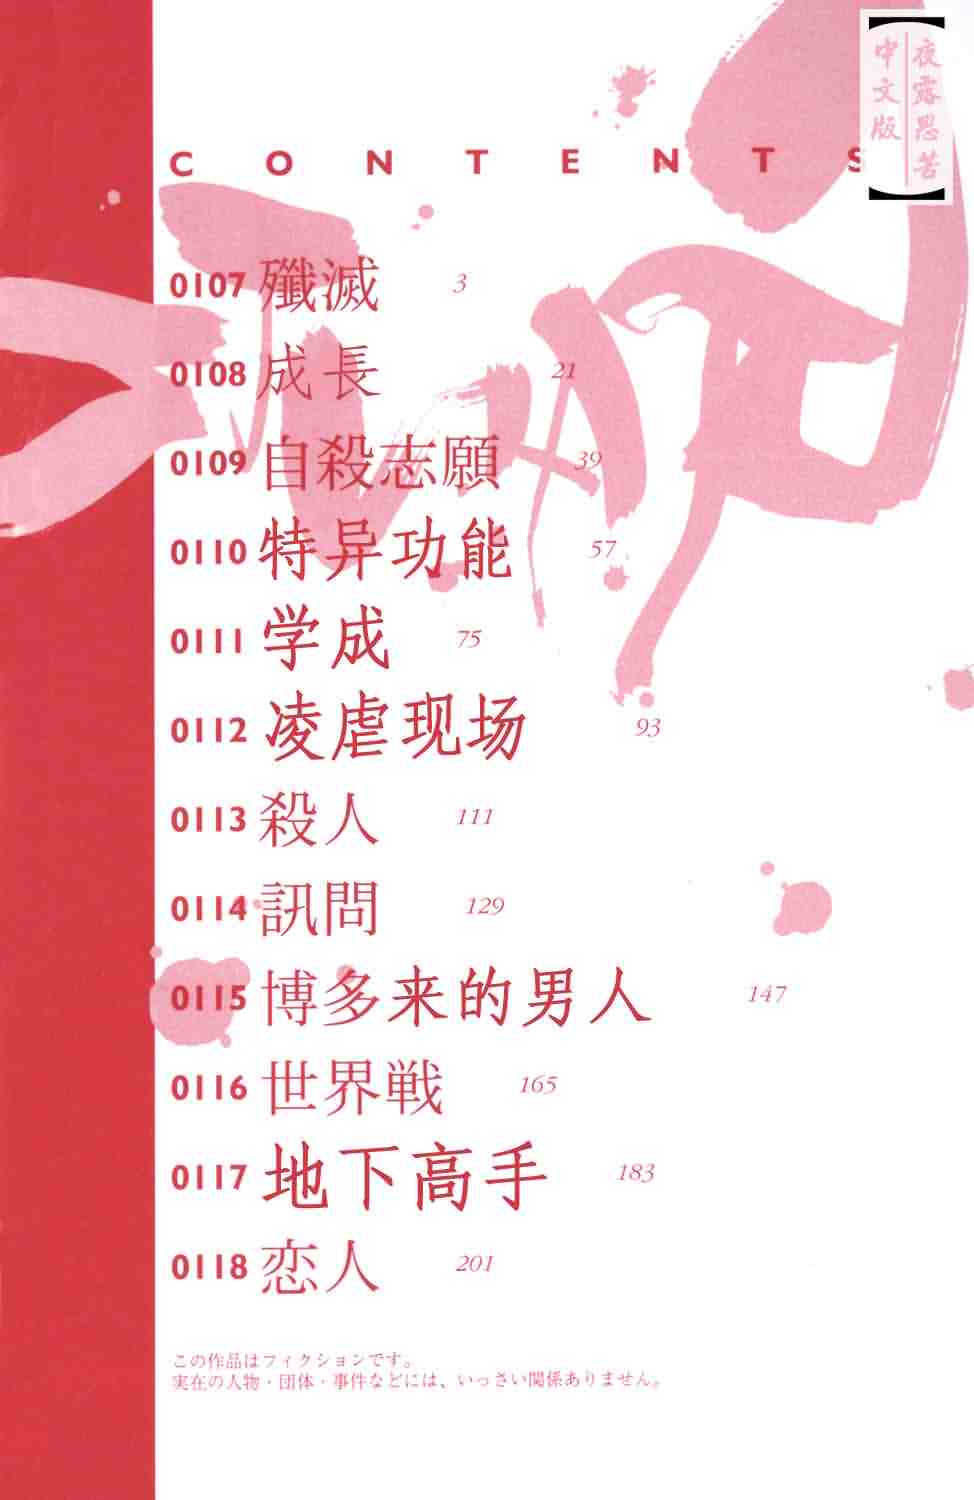 夜露思苦
中文版
CONTENTS
0107 殲滅 3
0108 成長 21
0109 自殺志願 39
0110 特异功能 57
0111 学成 75
0112 凌虐现场 93
0113 殺人 111
0114 訊問 129
0115 博多来的男人 147
0116 世界戦 165
0117 地下高手 183
0118 恋人 201
この作品はフィクションです。
実在の人物・団体・事件などには、いっさい関係ありません。